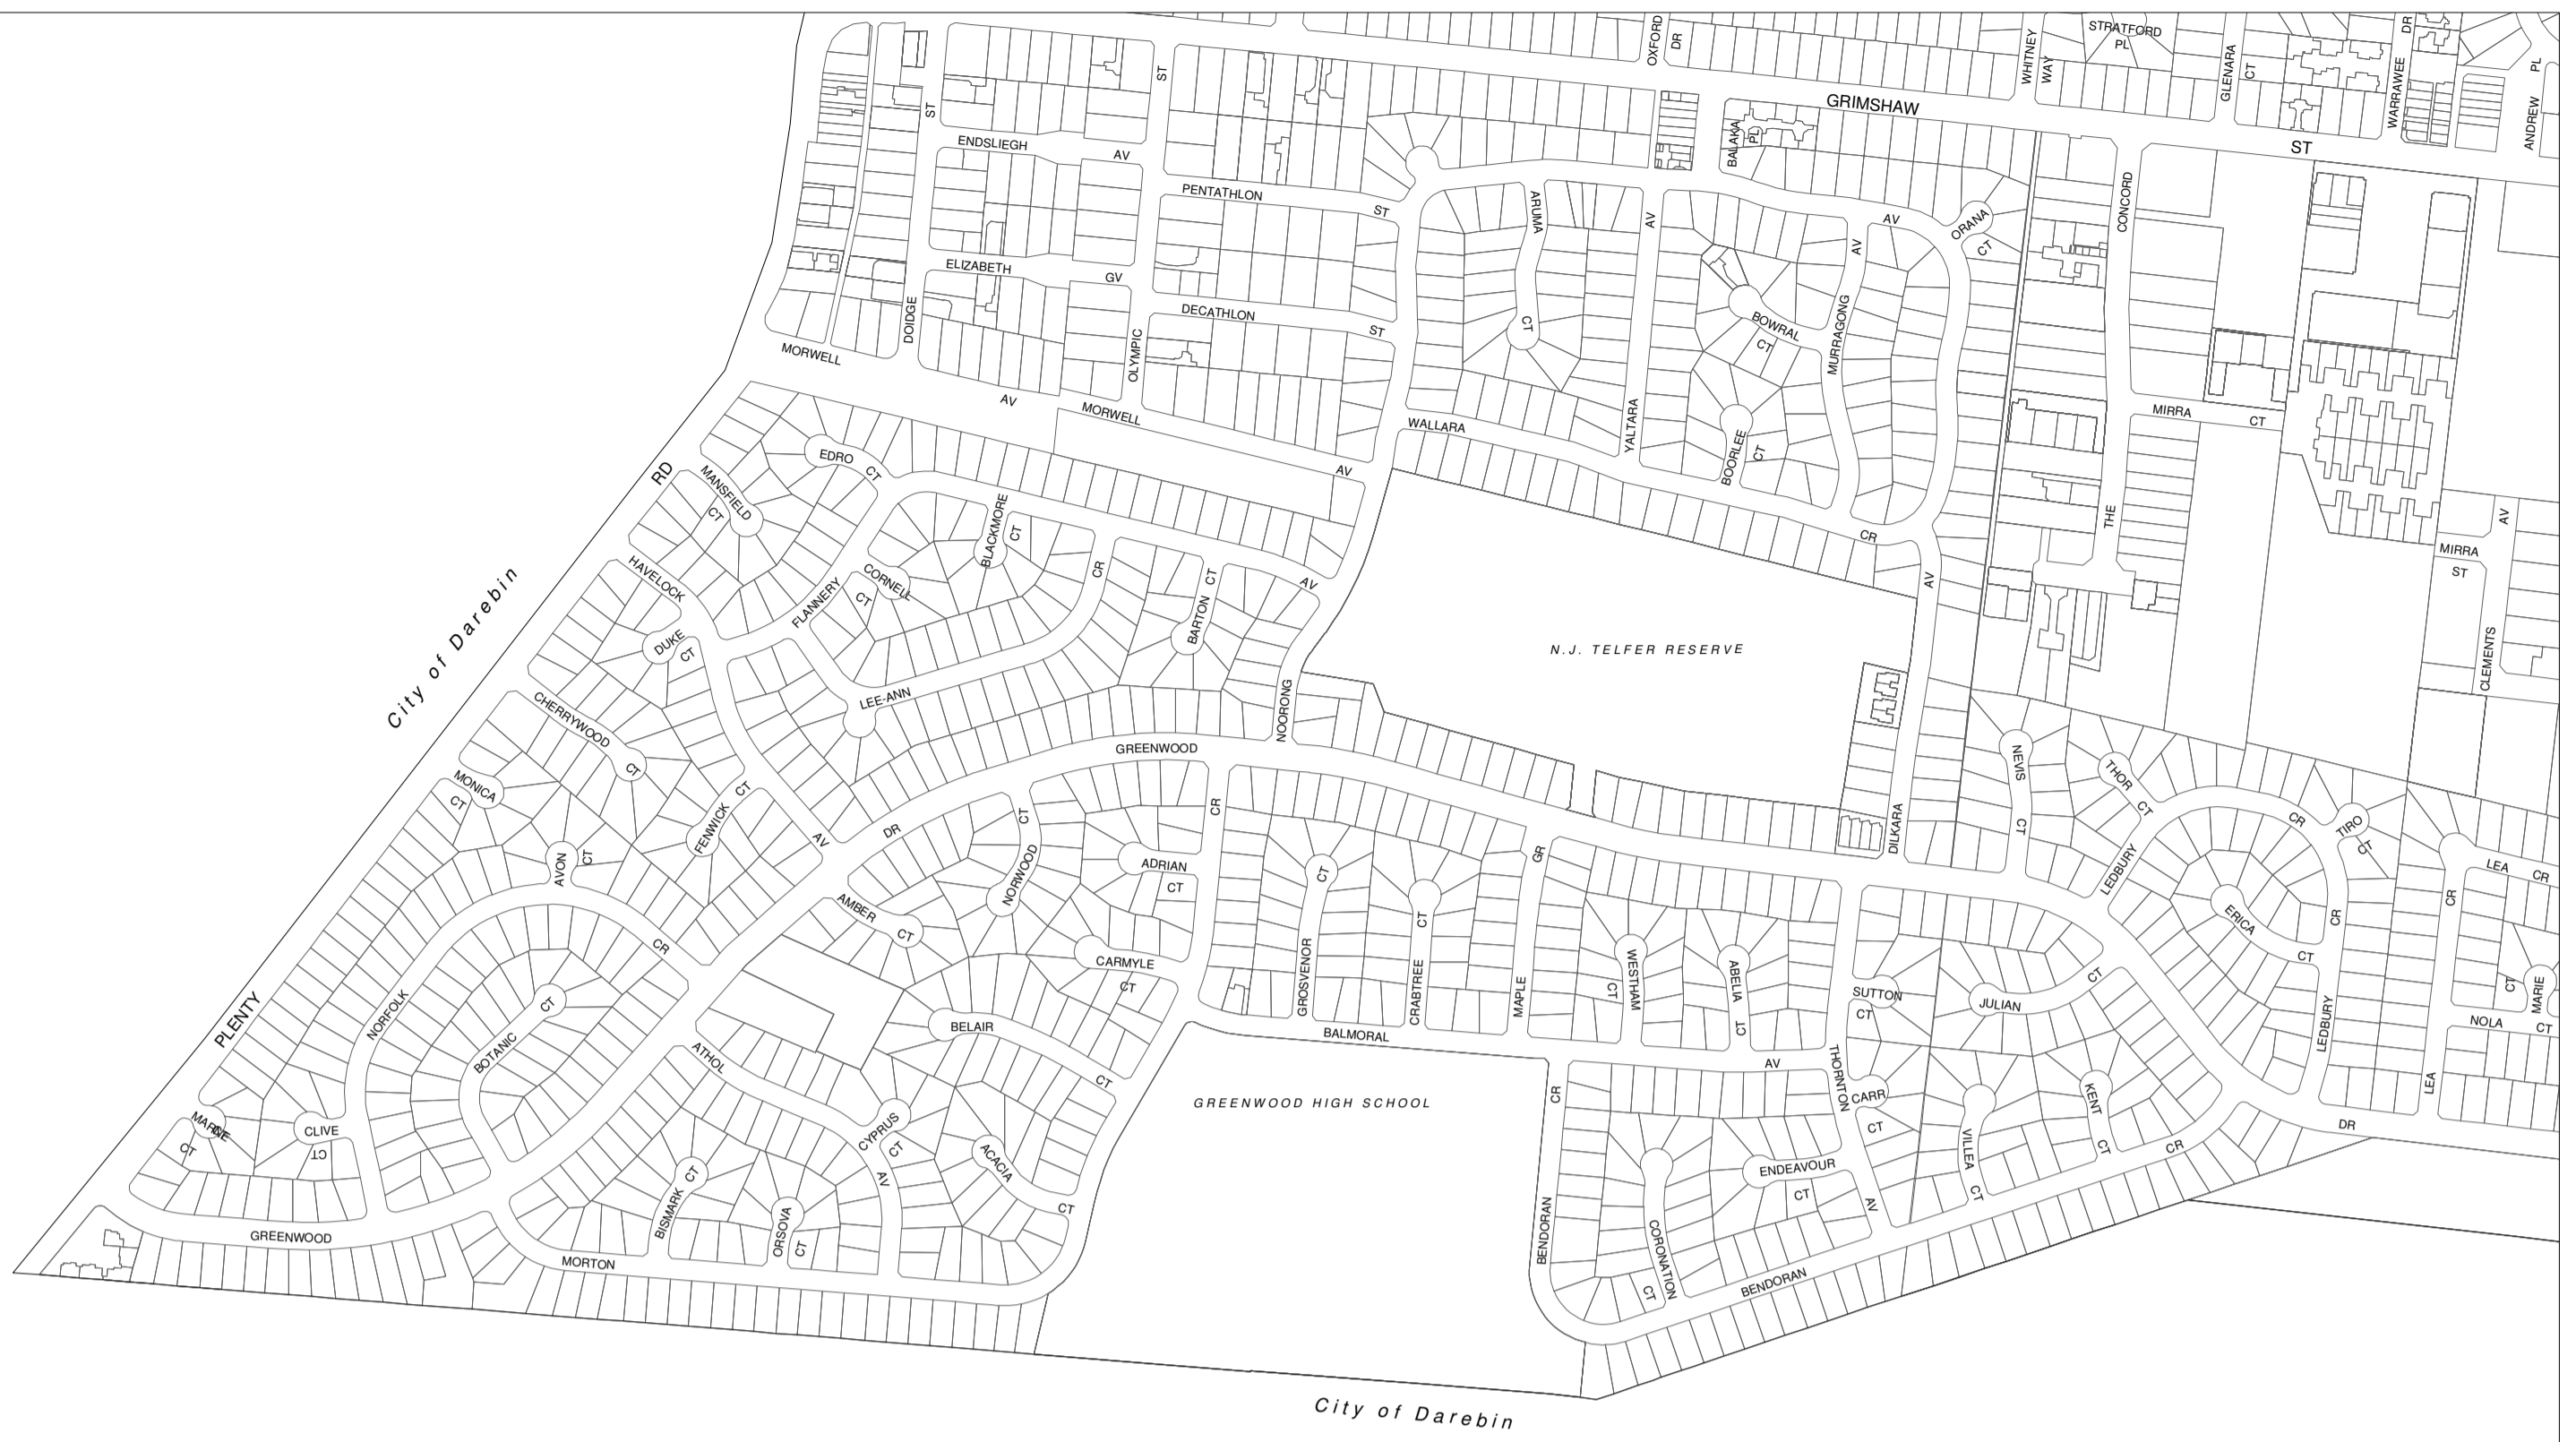 OXFORD
DR
WHITNEY
WAY
STRATFORD
PL
GLENARA
CT
WARRAWEE
DR
ANDREW
PL
GRIMSHAW
ST
ST
ST
ENDSLIEGH
AV
PENTATHLON
ST
BALAKA
PL
CONCORD
ARUMA
CT
AV
AV
AV
ORANA
CT
ELIZABETH
GV
DOIDGE
OLYMPIC
DECATHLON
ST
BOWRAL
CT
MURRAGONG
MORWELL
AV
MORWELL
AV
WALLARA
YALTARA
BOORLEE
CT
MIRRA
CT
RD
EDRO
CT
MANSFIELD
CT
BLACKMORE
CT
CR
THE
AV
MIRRA
ST
HAVELOCK
FLANNERY
CORNELL
CT
CR
BARTON
CT
AV
AV
City of Darebin
DUKE
CT
N.J. TELFER RESERVE
CLEMENTS
CHERRYWOOD
CT
LEE-ANN
NOORONG
GREENWOOD
NEVIS
CT
THOR
CT
MONICA
CT
FENWICK
CT
AV
DR
CT
NORWOOD
CR
ADRIAN
CT
GR
DILKARA
LEDBURY
CR
TIRO
CT
LEA
CR
AVON
CT
AMBER
CT
CT
CT
GROSVENOR
CRABTREE
MAPLE
WESTHAM
CT
ABELIA
CT
ERICA
CT
CR
CR
CR
CARMYLE
CT
SUTTON
CT
JULIAN
CT
CT
MARIE
PLENTY
NORFOLK
BOTANIC
CT
BELAIR
CT
BALMORAL
AV
LEDBURY
NOLA
CT
ATHOL
THORNTON
LEA
CR
CARR
CT
KENT
CT
GREENWOOD HIGH SCHOOL
CT
CLIVE
CT
CYPRUS
CT
AV
ACACIA
CT
VILLEA
CT
CR
DR
ENDEAVOUR
CT
AV
BISMARK
CT
ORSOVA
CT
GREENWOOD
MORTON
BENDORAN
CORONATION
CT
BENDORAN
City of Darebin